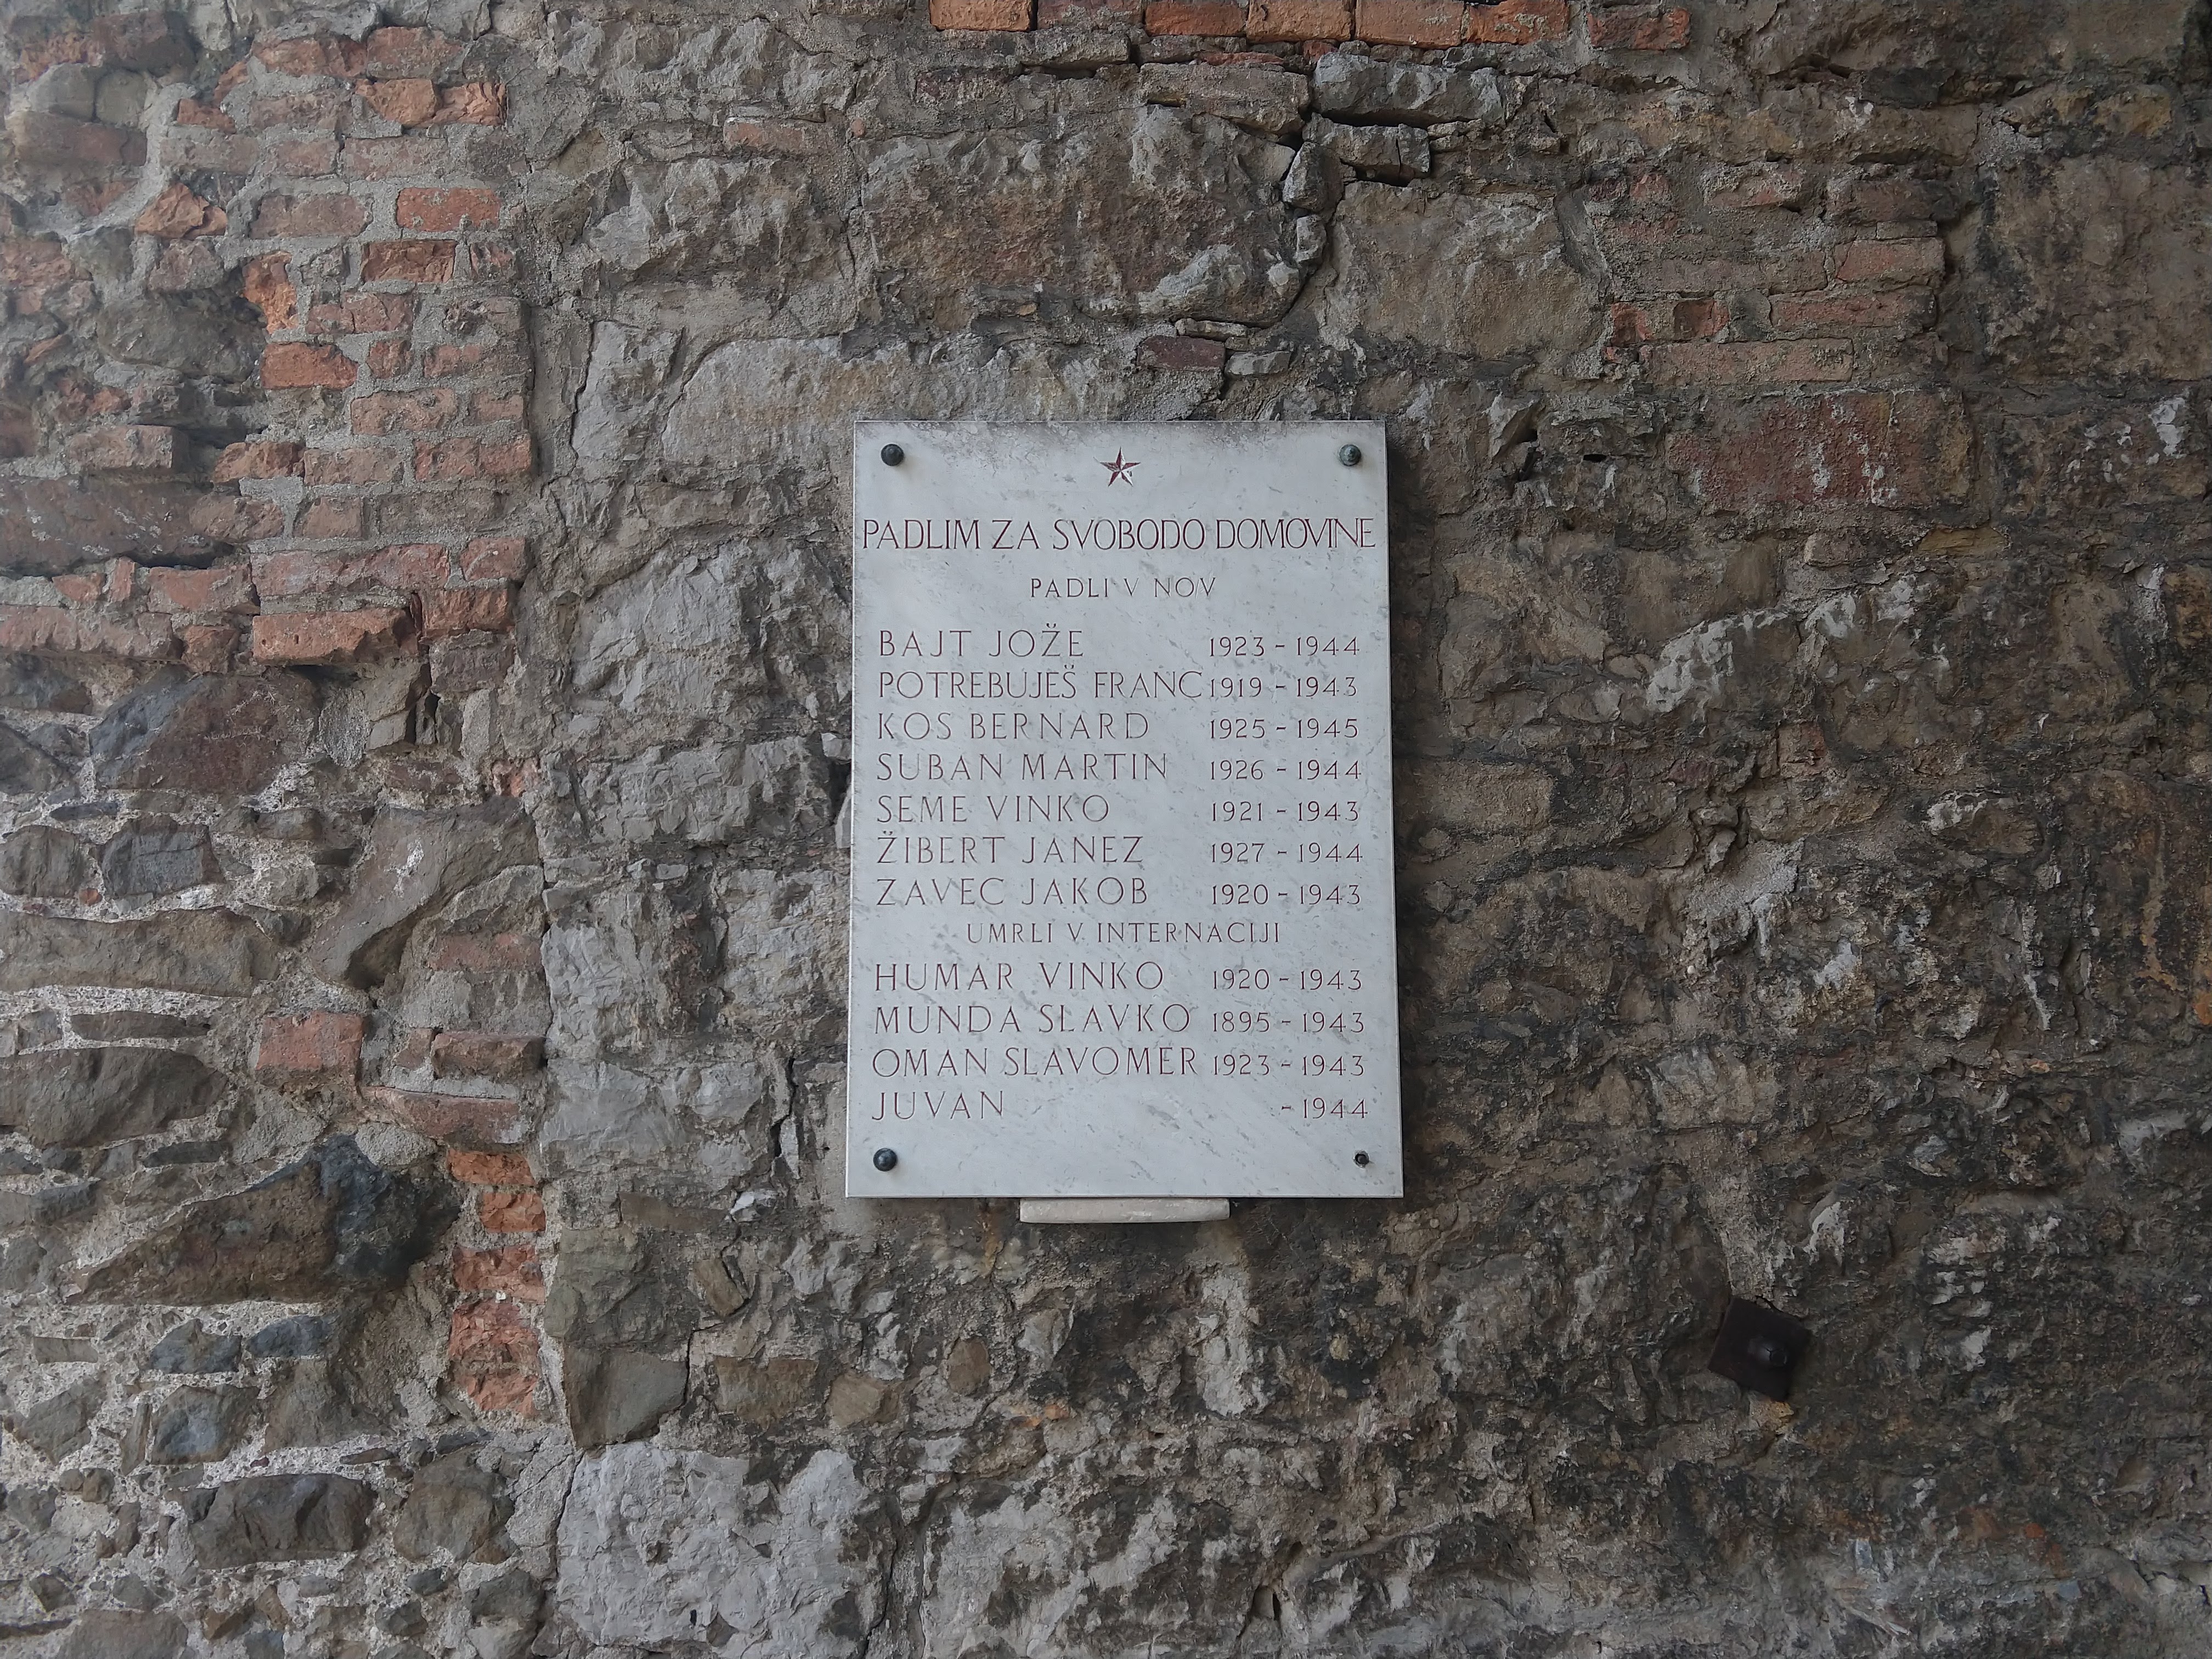 PADLIM ZA SVOBODO DOMOVINE
PADLI V NOV
BAJT JOŽE 1923 - 1944
POTREBUJEŠ FRANC 1919 - 1943
KOS BERNARD 1925 - 1945
SUBAN MARTIN 1926 - 1944
SEME VINKO 1921 - 1943
ŽIBERT JANEZ 1927 - 1944
ZAVEC JAKOB 1920 - 1943
UMRLI V INTERNACIJI
HUMAR VINKO 1920 - 1943
MUNDA SLAVKO 1895 - 1943
OMAN SLAVOMER 1923 - 1943
JUVAN - 1944